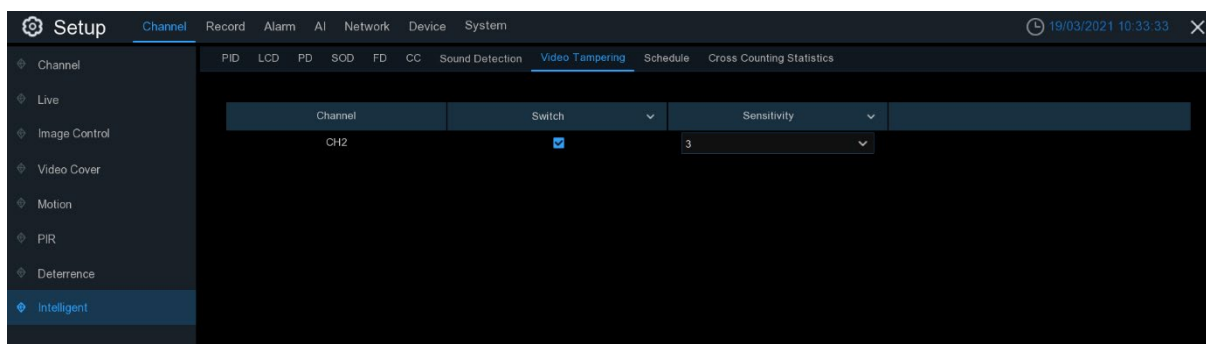 Setup Channel Record Alarm AI Network Device System 19/03/2021 10:33:33
Channel
Live
Image Control
Video Cover
Motion
PIR
Deterrence
Intelligent
PID LCD PD SOD FD CC Sound Detection Video Tampering Schedule Cross Counting Statistics
Channel Switch Sensitivity
CH2 3